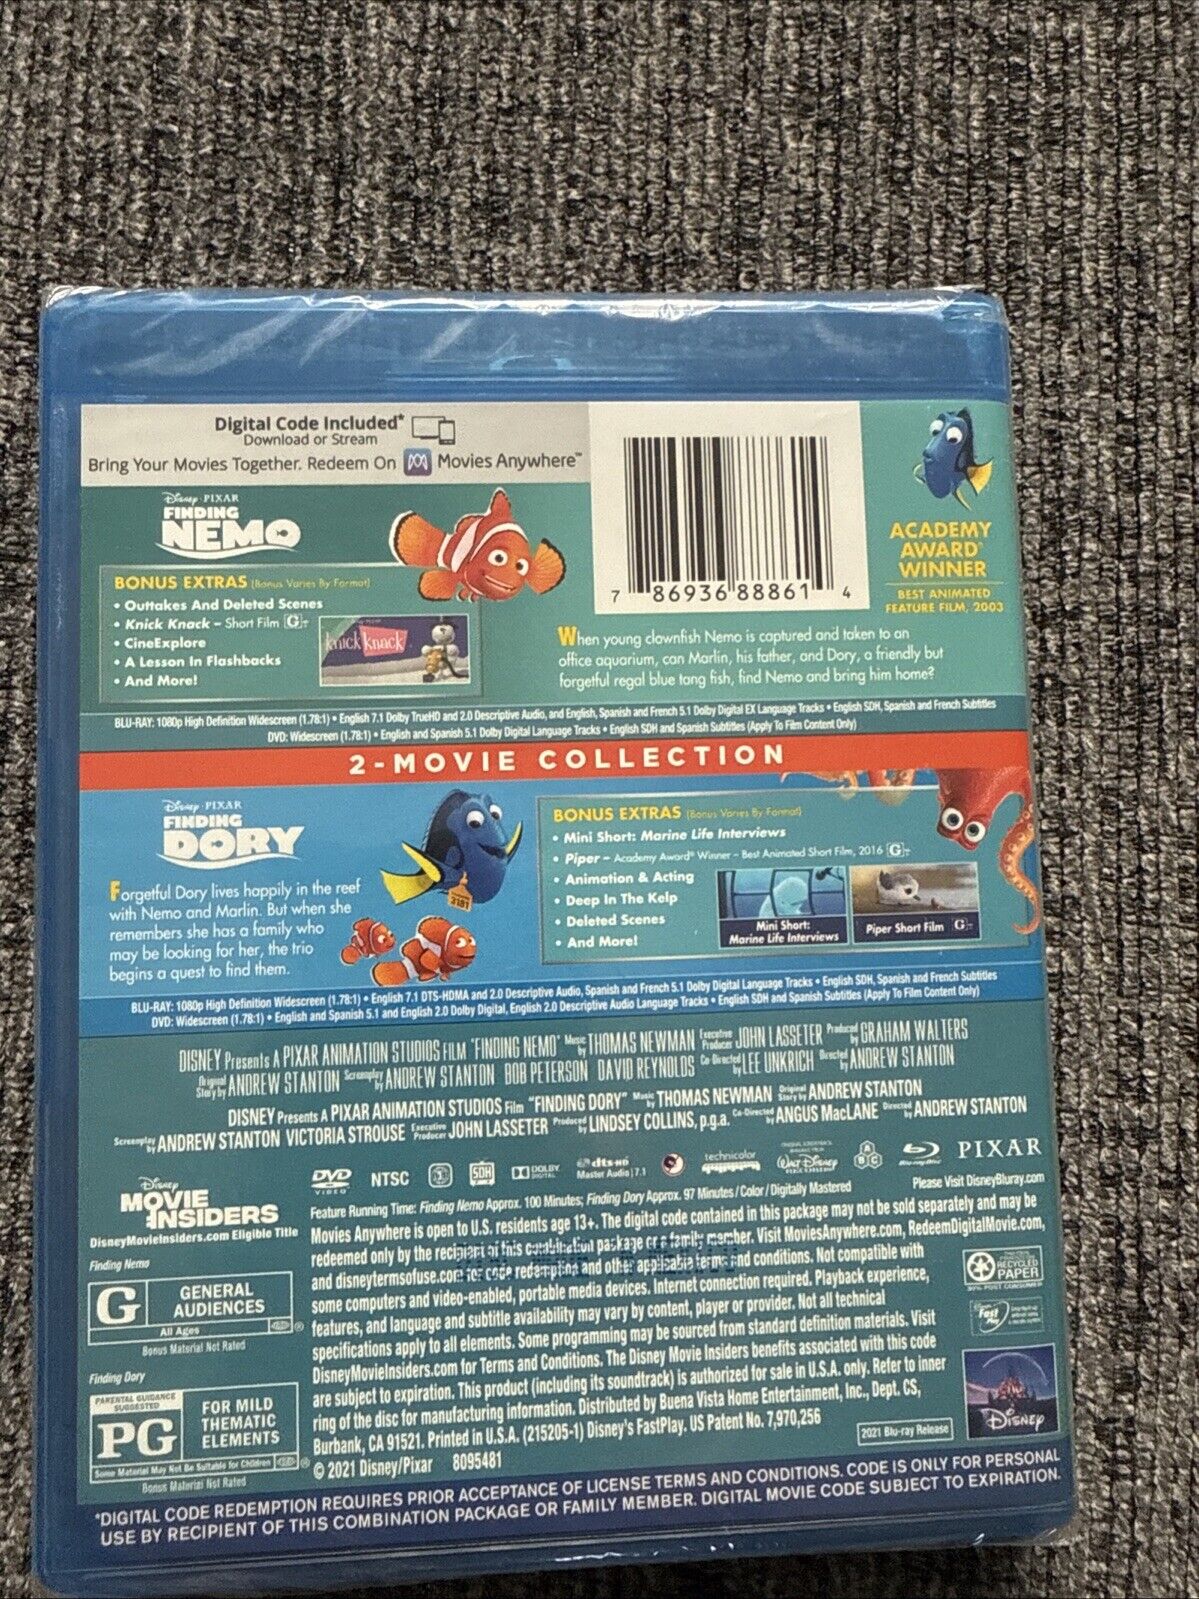 Digital Code Included*
Download or Stream
Bring Your Movies Together. Redeem On Movies Anywhere™
7 86936 88861 4
ACADEMY
AWARD®
WINNER
BEST ANIMATED
FEATURE FILM, 2003
Disney · PIXAR
FINDING
NEMO
BONUS EXTRAS (Bonus Varies By Format)
• Outtakes And Deleted Scenes
• Knick Knack – Short Film G
• CineExplore
• A Lesson In Flashbacks
• And More!
knick knack
When young clownfish Nemo is captured and taken to an
office aquarium, can Marlin, his father, and Dory, a friendly but
forgetful regal blue tang fish, find Nemo and bring him home?
BLU-RAY: 1080p High Definition Widescreen (1.78:1) • English 7.1 Dolby TrueHD and 2.0 Descriptive Audio, and English, Spanish and French 5.1 Dolby Digital EX Language Tracks • English SDH, Spanish and French Subtitles
DVD: Widescreen (1.78:1) • English and Spanish 5.1 Dolby Digital Language Tracks • English SDH and Spanish Subtitles (Apply To Film Content Only)
2-MOVIE COLLECTION
Disney · PIXAR
FINDING
DORY
Forgetful Dory lives happily in the reef
with Nemo and Marlin. But when she
remembers she has a family who
may be looking for her, the trio
begins a quest to find them.
3181
BONUS EXTRAS (Bonus Varies By Format)
• Mini Short: Marine Life Interviews
• Piper – Academy Award® Winner – Best Animated Short Film, 2016 G
• Animation & Acting
• Deep In The Kelp
• Deleted Scenes
• And More!
Mini Short:
Marine Life Interviews
Piper Short Film G
BLU-RAY: 1080p High Definition Widescreen (1.78:1) • English 7.1 DTS-HDMA and 2.0 Descriptive Audio, Spanish and French 5.1 Dolby Digital Language Tracks • English SDH, Spanish and French Subtitles
DVD: Widescreen (1.78:1) • English and Spanish 5.1 and English 2.0 Dolby Digital, English 2.0 Descriptive Audio Language Tracks • English SDH and Spanish Subtitles (Apply To Film Content Only)
DISNEY Presents A PIXAR ANIMATION STUDIOS FILM "FINDING NEMO" Music by THOMAS NEWMAN Executive Producer JOHN LASSETER Produced by GRAHAM WALTERS
Original Story by ANDREW STANTON Screenplay by ANDREW STANTON BOB PETERSON DAVID REYNOLDS Co-Directed by LEE UNKRICH Directed by ANDREW STANTON
DISNEY Presents A PIXAR ANIMATION STUDIOS Film "FINDING DORY" Music by THOMAS NEWMAN Original Story by ANDREW STANTON
Screenplay by ANDREW STANTON VICTORIA STROUSE Executive Producer JOHN LASSETER Produced by LINDSEY COLLINS, p.g.a. Co-Directed by ANGUS MacLANE Directed by ANDREW STANTON
DVD VIDEO NTSC 1 SDH DOLBY DIGITAL dts-HD Master Audio 7.1 technicolor WALT DISNEY A B C Blu-ray Disc PIXAR
Disney
MOVIE
INSIDERS
DisneyMovieInsiders.com Eligible Title
Feature Running Time: Finding Nemo Approx. 100 Minutes; Finding Dory Approx. 97 Minutes/Color/Digitally Mastered
Please Visit DisneyBluray.com
Movies Anywhere is open to U.S. residents age 13+. The digital code contained in this package may not be sold separately and may be
redeemed only by the recipient of this combination package or a family member. Visit MoviesAnywhere.com, RedeemDigitalMovie.com,
and disneytermsofuse.com for code redemption and other applicable terms and conditions. Not compatible with
some computers and video-enabled, portable media devices. Internet connection required. Playback experience,
features, and language and subtitle availability may vary by content, player or provider. Not all technical
specifications apply to all elements. Some programming may be sourced from standard definition materials. Visit
DisneyMovieInsiders.com for Terms and Conditions. The Disney Movie Insiders benefits associated with this code
are subject to expiration. This product (including its soundtrack) is authorized for sale in U.S.A. only. Refer to inner
ring of the disc for manufacturing information. Distributed by Buena Vista Home Entertainment, Inc., Dept. CS,
Burbank, CA 91521. Printed in U.S.A. (215205-1) Disney's FastPlay. US Patent No. 7,970,256
© 2021 Disney/Pixar 8095481
2021 Blu-ray Release
Finding Nemo
G GENERAL
AUDIENCES
All Ages ®
Bonus Material Not Rated
Finding Dory
PARENTAL GUIDANCE
SUGGESTED
PG
FOR MILD
THEMATIC
ELEMENTS
Some Material May Not Be Suitable for Children ®
Bonus Material Not Rated
RECYCLED
PAPER
30% POST CONSUMER
Fast Play
Disney
*DIGITAL CODE REDEMPTION REQUIRES PRIOR ACCEPTANCE OF LICENSE TERMS AND CONDITIONS. CODE IS ONLY FOR PERSONAL
USE BY RECIPIENT OF THIS COMBINATION PACKAGE OR FAMILY MEMBER. DIGITAL MOVIE CODE SUBJECT TO EXPIRATION.